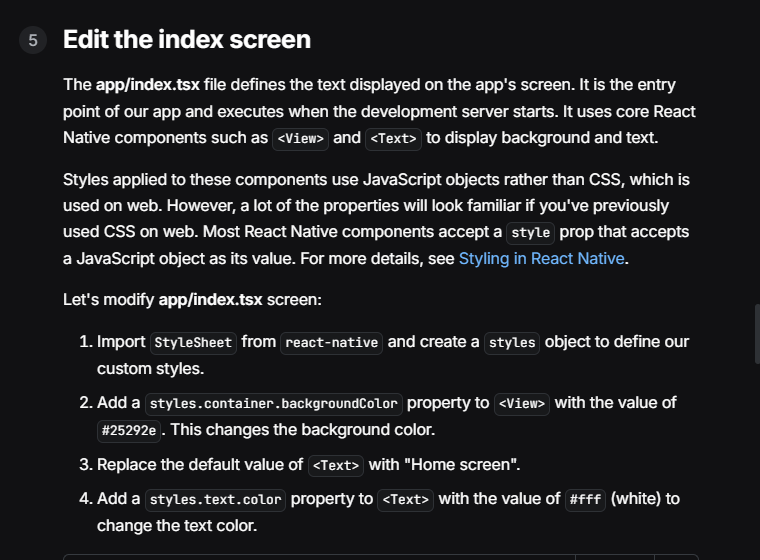 5
Edit the index screen
The app/index.tsx file defines the text displayed on the app's screen. It is the entry
point of our app and executes when the development server starts. It uses core React
Native components such as <View> and <Text> to display background and text.
Styles applied to these components use JavaScript objects rather than CSS, which is
used on web. However, a lot of the properties will look familiar if you've previously
used CSS on web. Most React Native components accept a style prop that accepts
a JavaScript object as its value. For more details, see Styling in React Native.
Let's modify app/index.tsx screen:
1. Import StyleSheet from react-native and create a styles object to define our
custom styles.
2. Add a styles.container.backgroundColor property to <View> with the value of
#25292e. This changes the background color.
3. Replace the default value of <Text> with "Home screen".
4. Add a styles.text.color property to <Text> with the value of #fff (white) to
change the text color.